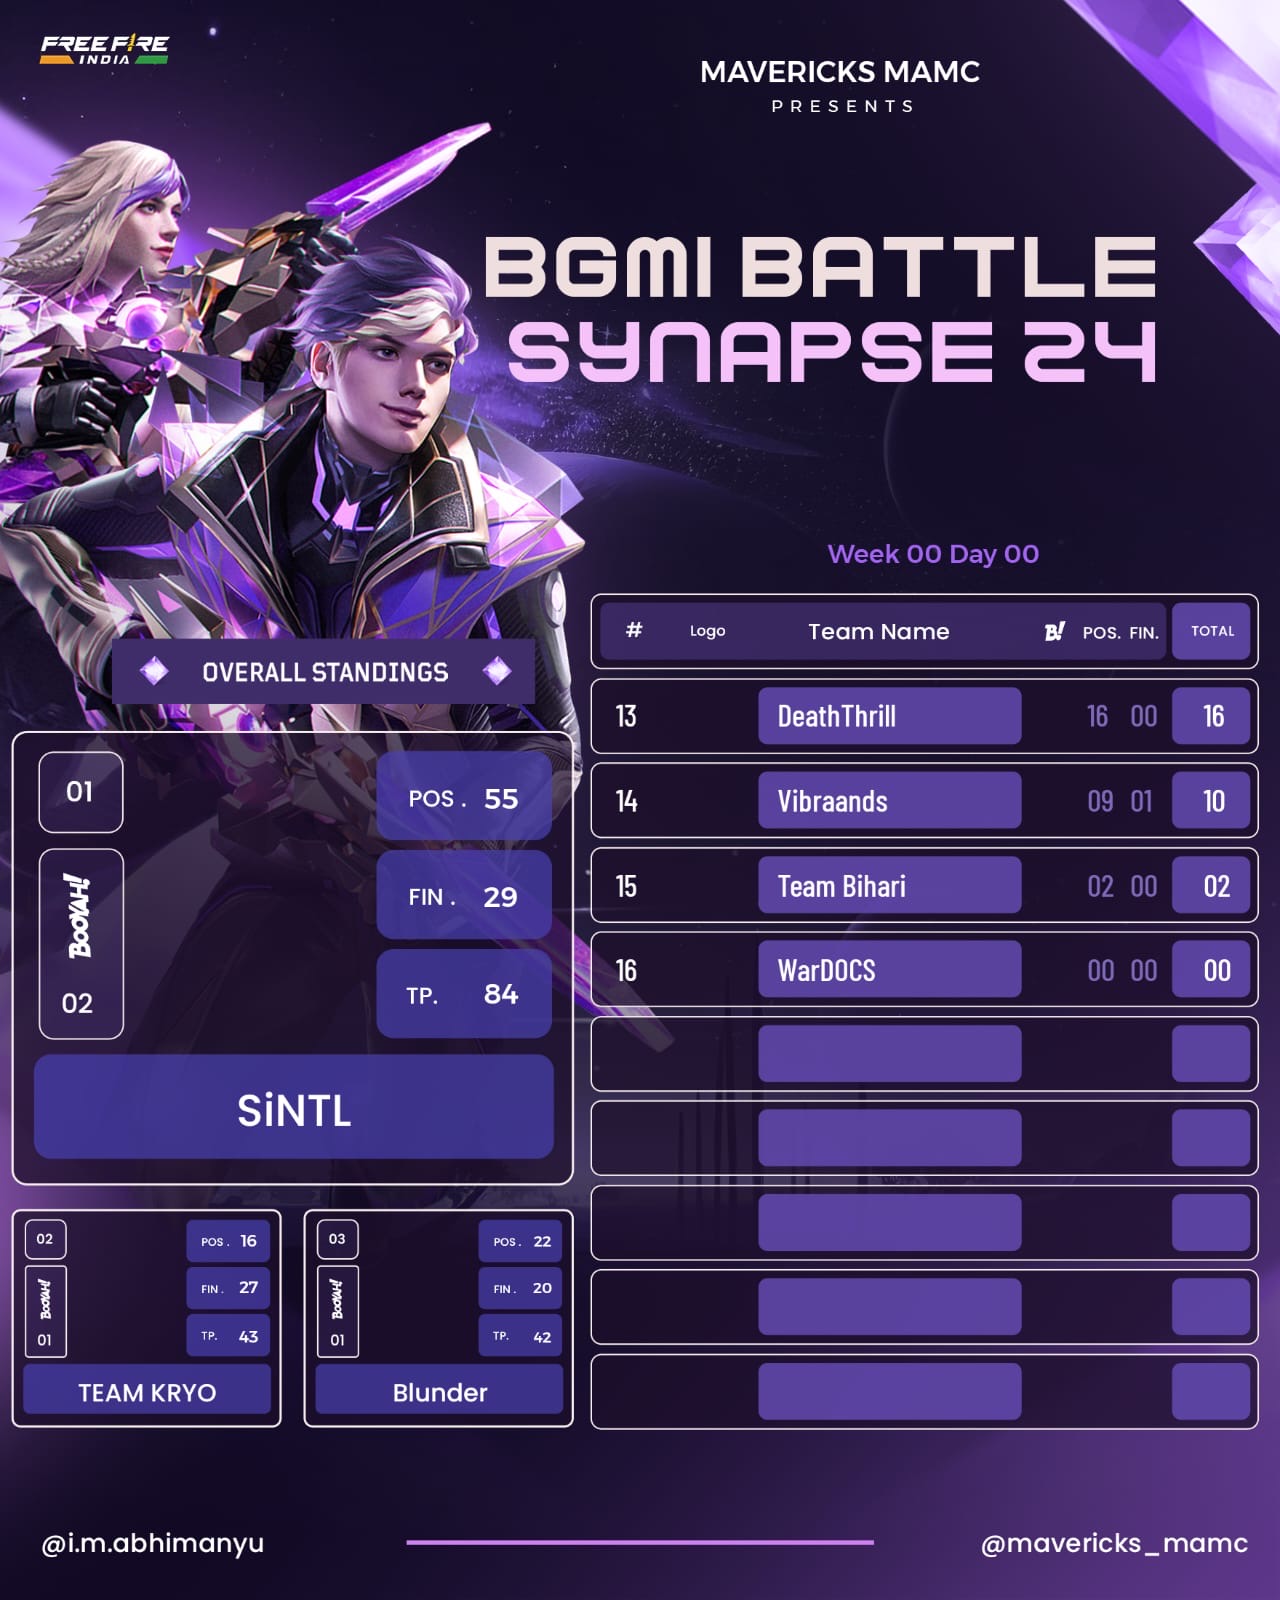 FREE FIRE
INDIA
MAVERICKS MAMC
PRESENTS
BGMI BATTLE
SYNAPSE 24
Week 00 Day 00
# Logo Team Name B! POS. FIN. TOTAL
13 DeathThrill 16 00 16
14 Vibraands 09 01 10
15 Team Bihari 02 00 02
16 WarDOCS 00 00 00
OVERALL STANDINGS
01
BOOYAH!
02
POS . 55
FIN . 29
TP. 84
SiNTL
02
BOOYAH!
01
POS . 16
FIN . 27
TP. 43
TEAM KRYO
03
BOOYAH!
01
POS . 22
FIN . 20
TP. 42
Blunder
@i.m.abhimanyu
@mavericks_mamc